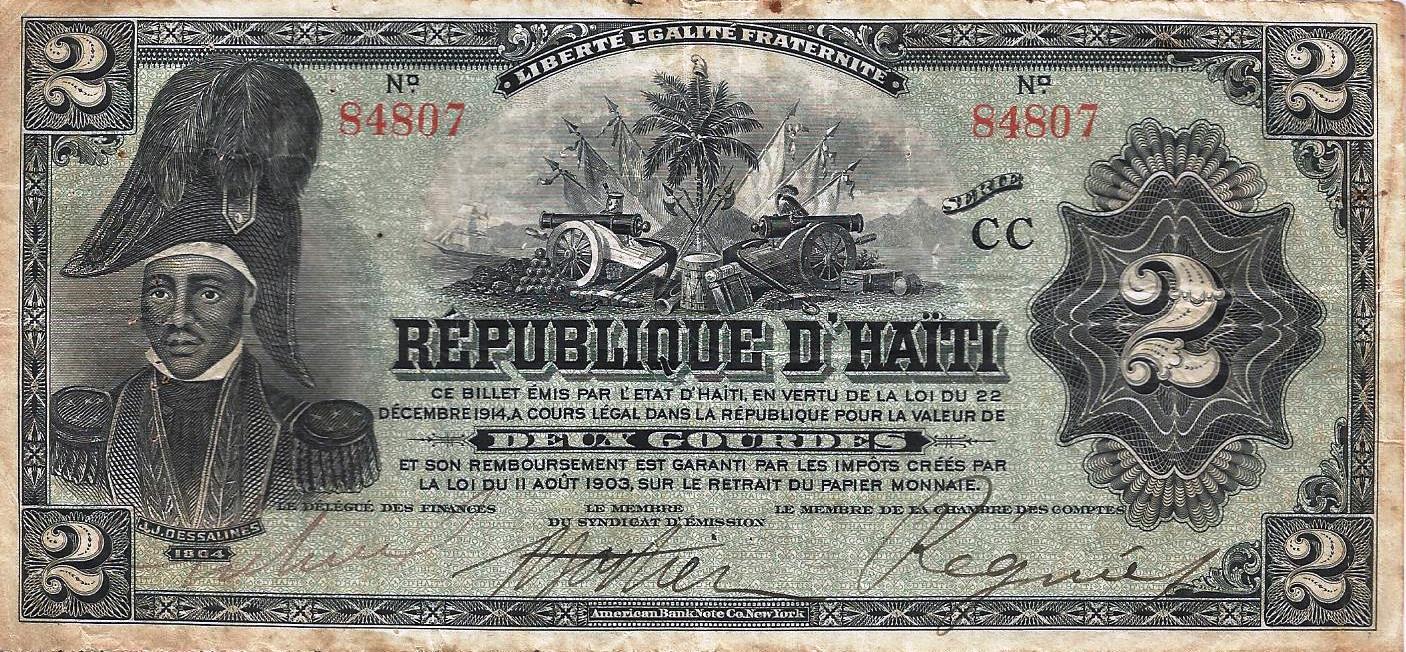 2
LIBERTÉ EGALITÉ FRATERNITÉ
2
Nº
84807
Nº
84807
SERIE
CC
2
RÉPUBLIQUE D'HAÏTI
CE BILLET ÉMIS PAR L'ETAT D'HAÏTI, EN VERTU DE LA LOI DU 22
DÉCEMBRE 1914, A COURS LÉGAL DANS LA RÉPUBLIQUE POUR LA VALEUR DE
DEUX GOURDES
ET SON REMBOURSEMENT EST GARANTI PAR LES IMPÔTS CRÉÉS PAR
LA LOI DU 11 AOÛT 1903, SUR LE RETRAIT DU PAPIER MONNAIE.
LE DÉLÉGUÉ DES FINANCES
LE MEMBRE
DU SYNDICAT D'ÉMISSION
LE MEMBRE DE LA CHAMBRE DES COMPTES
J.J. DESSALINES
1804
Régnier
2
2
American Bank Note Co. New York